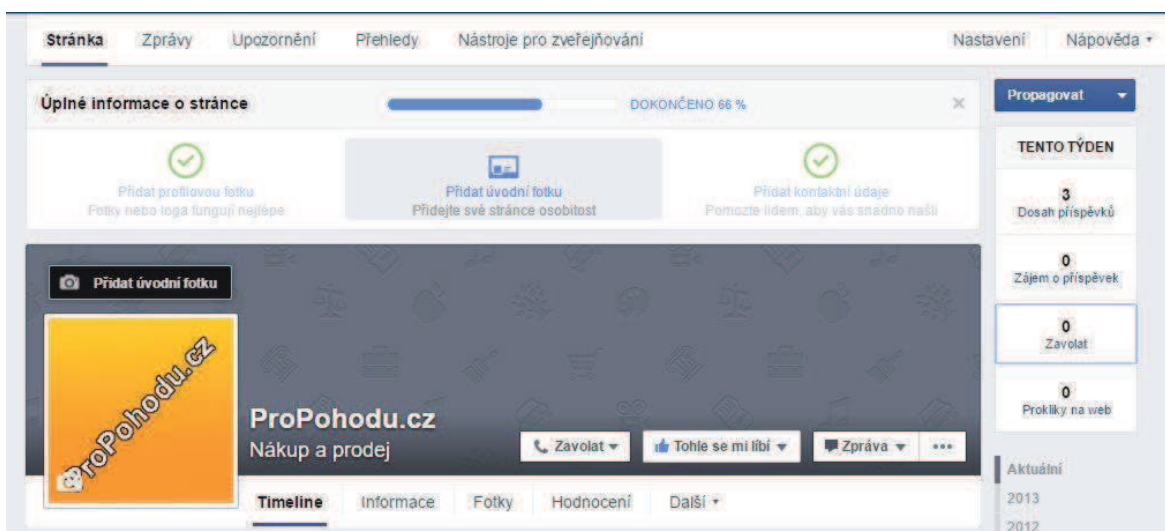 Stránka Zprávy Upozornění Přehledy Nástroje pro zveřejňování Nastavení Nápověda
Úplné informace o stránce DOKONČENO 66 %
Přidat profilovou fotku
Fotky nebo loga fungují nejlépe
Přidat úvodní fotku
Přidejte své stránce osobitost
Přidat kontaktní údaje
Pomozte lidem, aby vás snadno našli
Přidat úvodní fotku
ProPohodu.cz
ProPohodu.cz
Nákup a prodej
Zavolat Tohle se mi líbí Zpráva
Timeline Informace Fotky Hodnocení Další
Propagovat
TENTO TÝDEN
3
Dosah příspěvků
0
Zájem o příspěvek
0
Zavolat
0
Prokliky na web
Aktuální
2013
2012